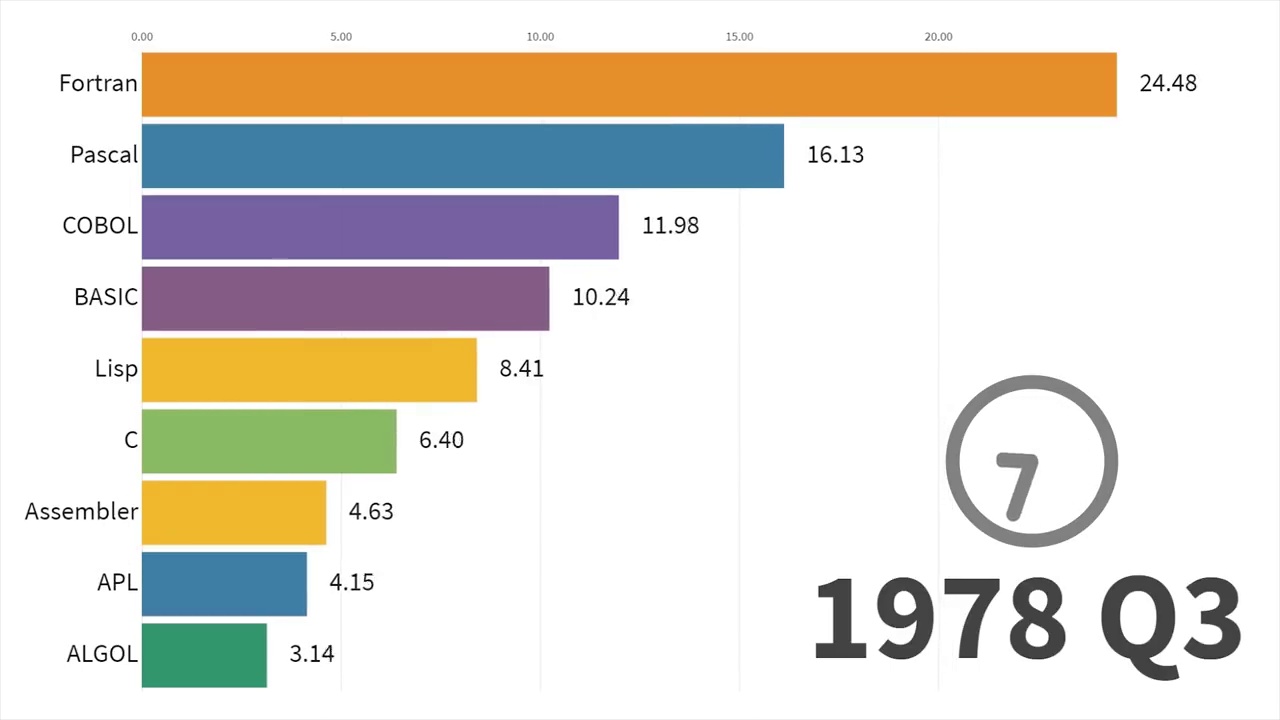 0.00 5.00 10.00 15.00 20.00
Fortran 24.48
Pascal 16.13
COBOL 11.98
BASIC 10.24
Lisp 8.41
C 6.40
Assembler 4.63
APL 4.15
ALGOL 3.14
7
1978 Q3